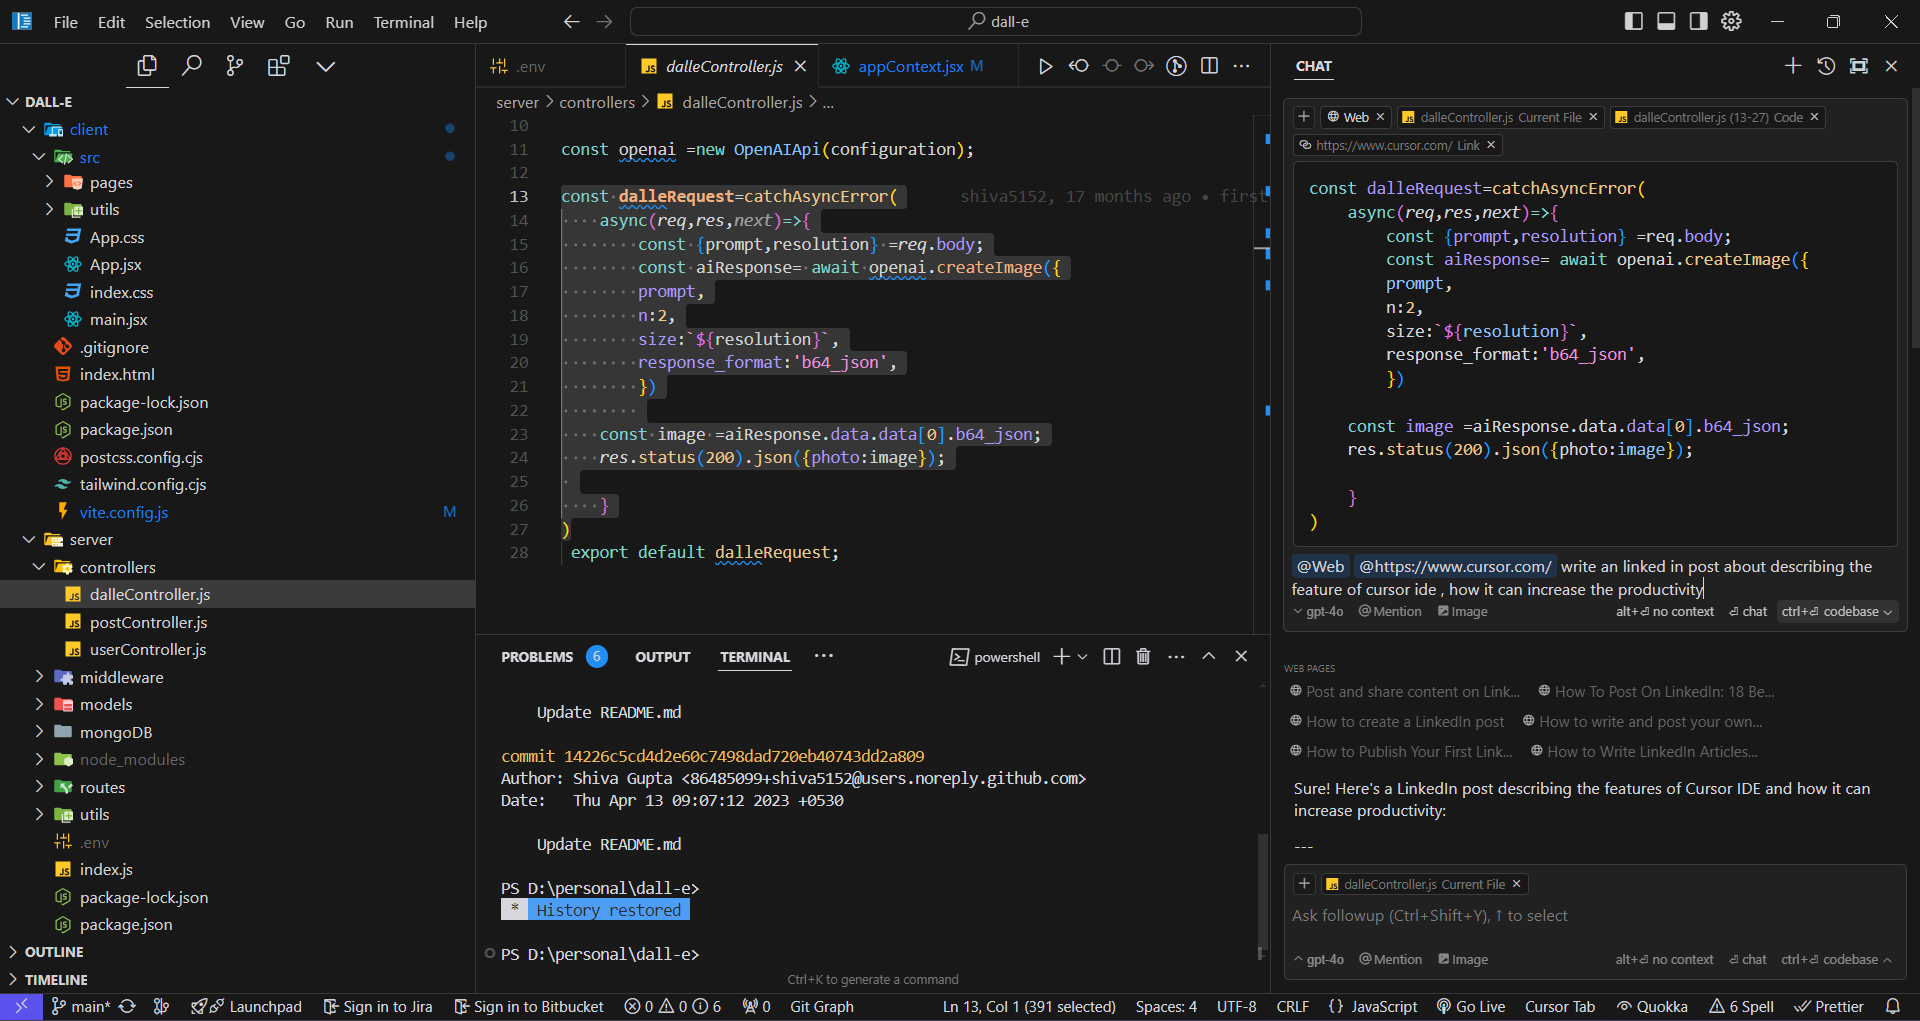 File Edit Selection View Go Run Terminal Help
dall-e
DALL-E
client
src
pages
utils
App.css
App.jsx
index.css
main.jsx
.gitignore
index.html
package-lock.json
package.json
postcss.config.cjs
tailwind.config.cjs
vite.config.js M
server
controllers
dalleController.js
postController.js
userController.js
middleware
models
mongoDB
node_modules
routes
utils
.env
index.js
package-lock.json
package.json
OUTLINE
TIMELINE
.env
dalleController.js
appContext.jsx M
server > controllers > JS dalleController.js > ...
10
11 const openai =new OpenAIApi(configuration);
12
13 const dalleRequest=catchAsyncError( shiva5152, 17 months ago • first
14 async(req,res,next)=>{
15 const {prompt,resolution} =req.body;
16 const aiResponse= await openai.createImage({
17 prompt,
18 n:2,
19 size:`${resolution}`,
20 response_format:'b64_json',
21 })
22
23 const image =aiResponse.data.data[0].b64_json;
24 res.status(200).json({photo:image});
25
26 }
27 )
28 export default dalleRequest;
PROBLEMS 6 OUTPUT TERMINAL ···
powershell
Update README.md
commit 14226c5cd4d2e60c7498dad720eb40743dd2a809
Author: Shiva Gupta <86485099+shiva5152@users.noreply.github.com>
Date: Thu Apr 13 09:07:12 2023 +0530
Update README.md
PS D:\personal\dall-e>
* History restored
PS D:\personal\dall-e>
Ctrl+K to generate a command
CHAT
+ Web × JS dalleController.js Current File × JS dalleController.js (13-27) Code ×
https://www.cursor.com/ Link ×
const dalleRequest=catchAsyncError(
async(req,res,next)=>{
const {prompt,resolution} =req.body;
const aiResponse= await openai.createImage({
prompt,
n:2,
size:`${resolution}`,
response_format:'b64_json',
})
const image =aiResponse.data.data[0].b64_json;
res.status(200).json({photo:image});
}
)
@Web @https://www.cursor.com/ write an linked in post about describing the
feature of cursor ide , how it can increase the productivity
gpt-4o @Mention Image alt+⏎ no context ⏎ chat ctrl+⏎ codebase
WEB PAGES
Post and share content on Link... How To Post On LinkedIn: 18 Be...
How to create a LinkedIn post How to write and post your own...
How to Publish Your First Link... How to Write LinkedIn Articles...
Sure! Here's a LinkedIn post describing the features of Cursor IDE and how it can
increase productivity:
---
+ JS dalleController.js Current File ×
Ask followup (Ctrl+Shift+Y), ↑ to select
gpt-4o @Mention Image alt+⏎ no context ⏎ chat ctrl+⏎ codebase
main* Launchpad Sign in to Jira Sign in to Bitbucket 0 0 6 0 Git Graph Ln 13, Col 1 (391 selected) Spaces: 4 UTF-8 CRLF {} JavaScript Go Live Cursor Tab Quokka 6 Spell Prettier